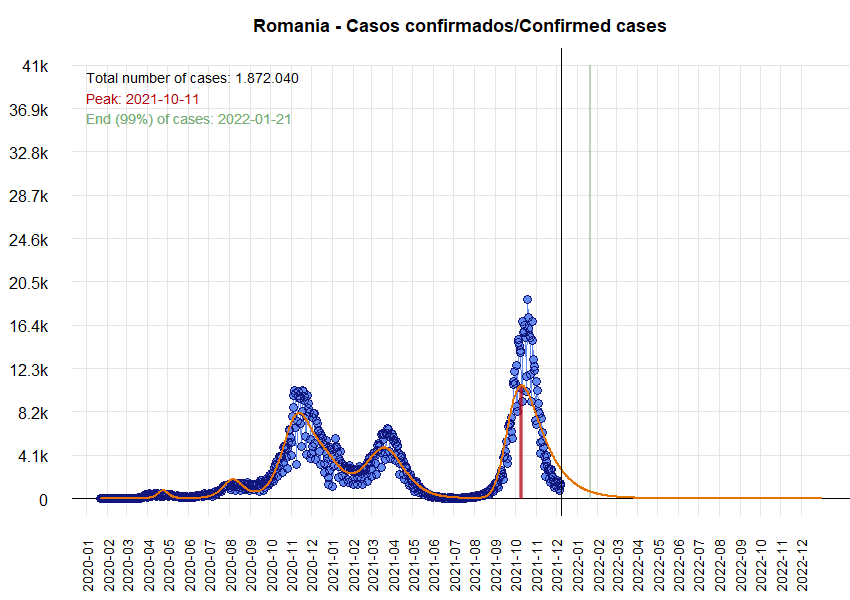 Romania - Casos confirmados/Confirmed cases
Total number of cases: 1.872.040
Peak: 2021-10-11
End (99%) of cases: 2022-01-21
41k
36.9k
32.8k
28.7k
24.6k
20.5k
16.4k
12.3k
8.2k
4.1k
0
2020-01
2020-02
2020-03
2020-04
2020-05
2020-06
2020-07
2020-08
2020-09
2020-10
2020-11
2020-12
2021-01
2021-02
2021-03
2021-04
2021-05
2021-06
2021-07
2021-08
2021-09
2021-10
2021-11
2021-12
2022-01
2022-02
2022-03
2022-04
2022-05
2022-06
2022-07
2022-08
2022-09
2022-10
2022-11
2022-12